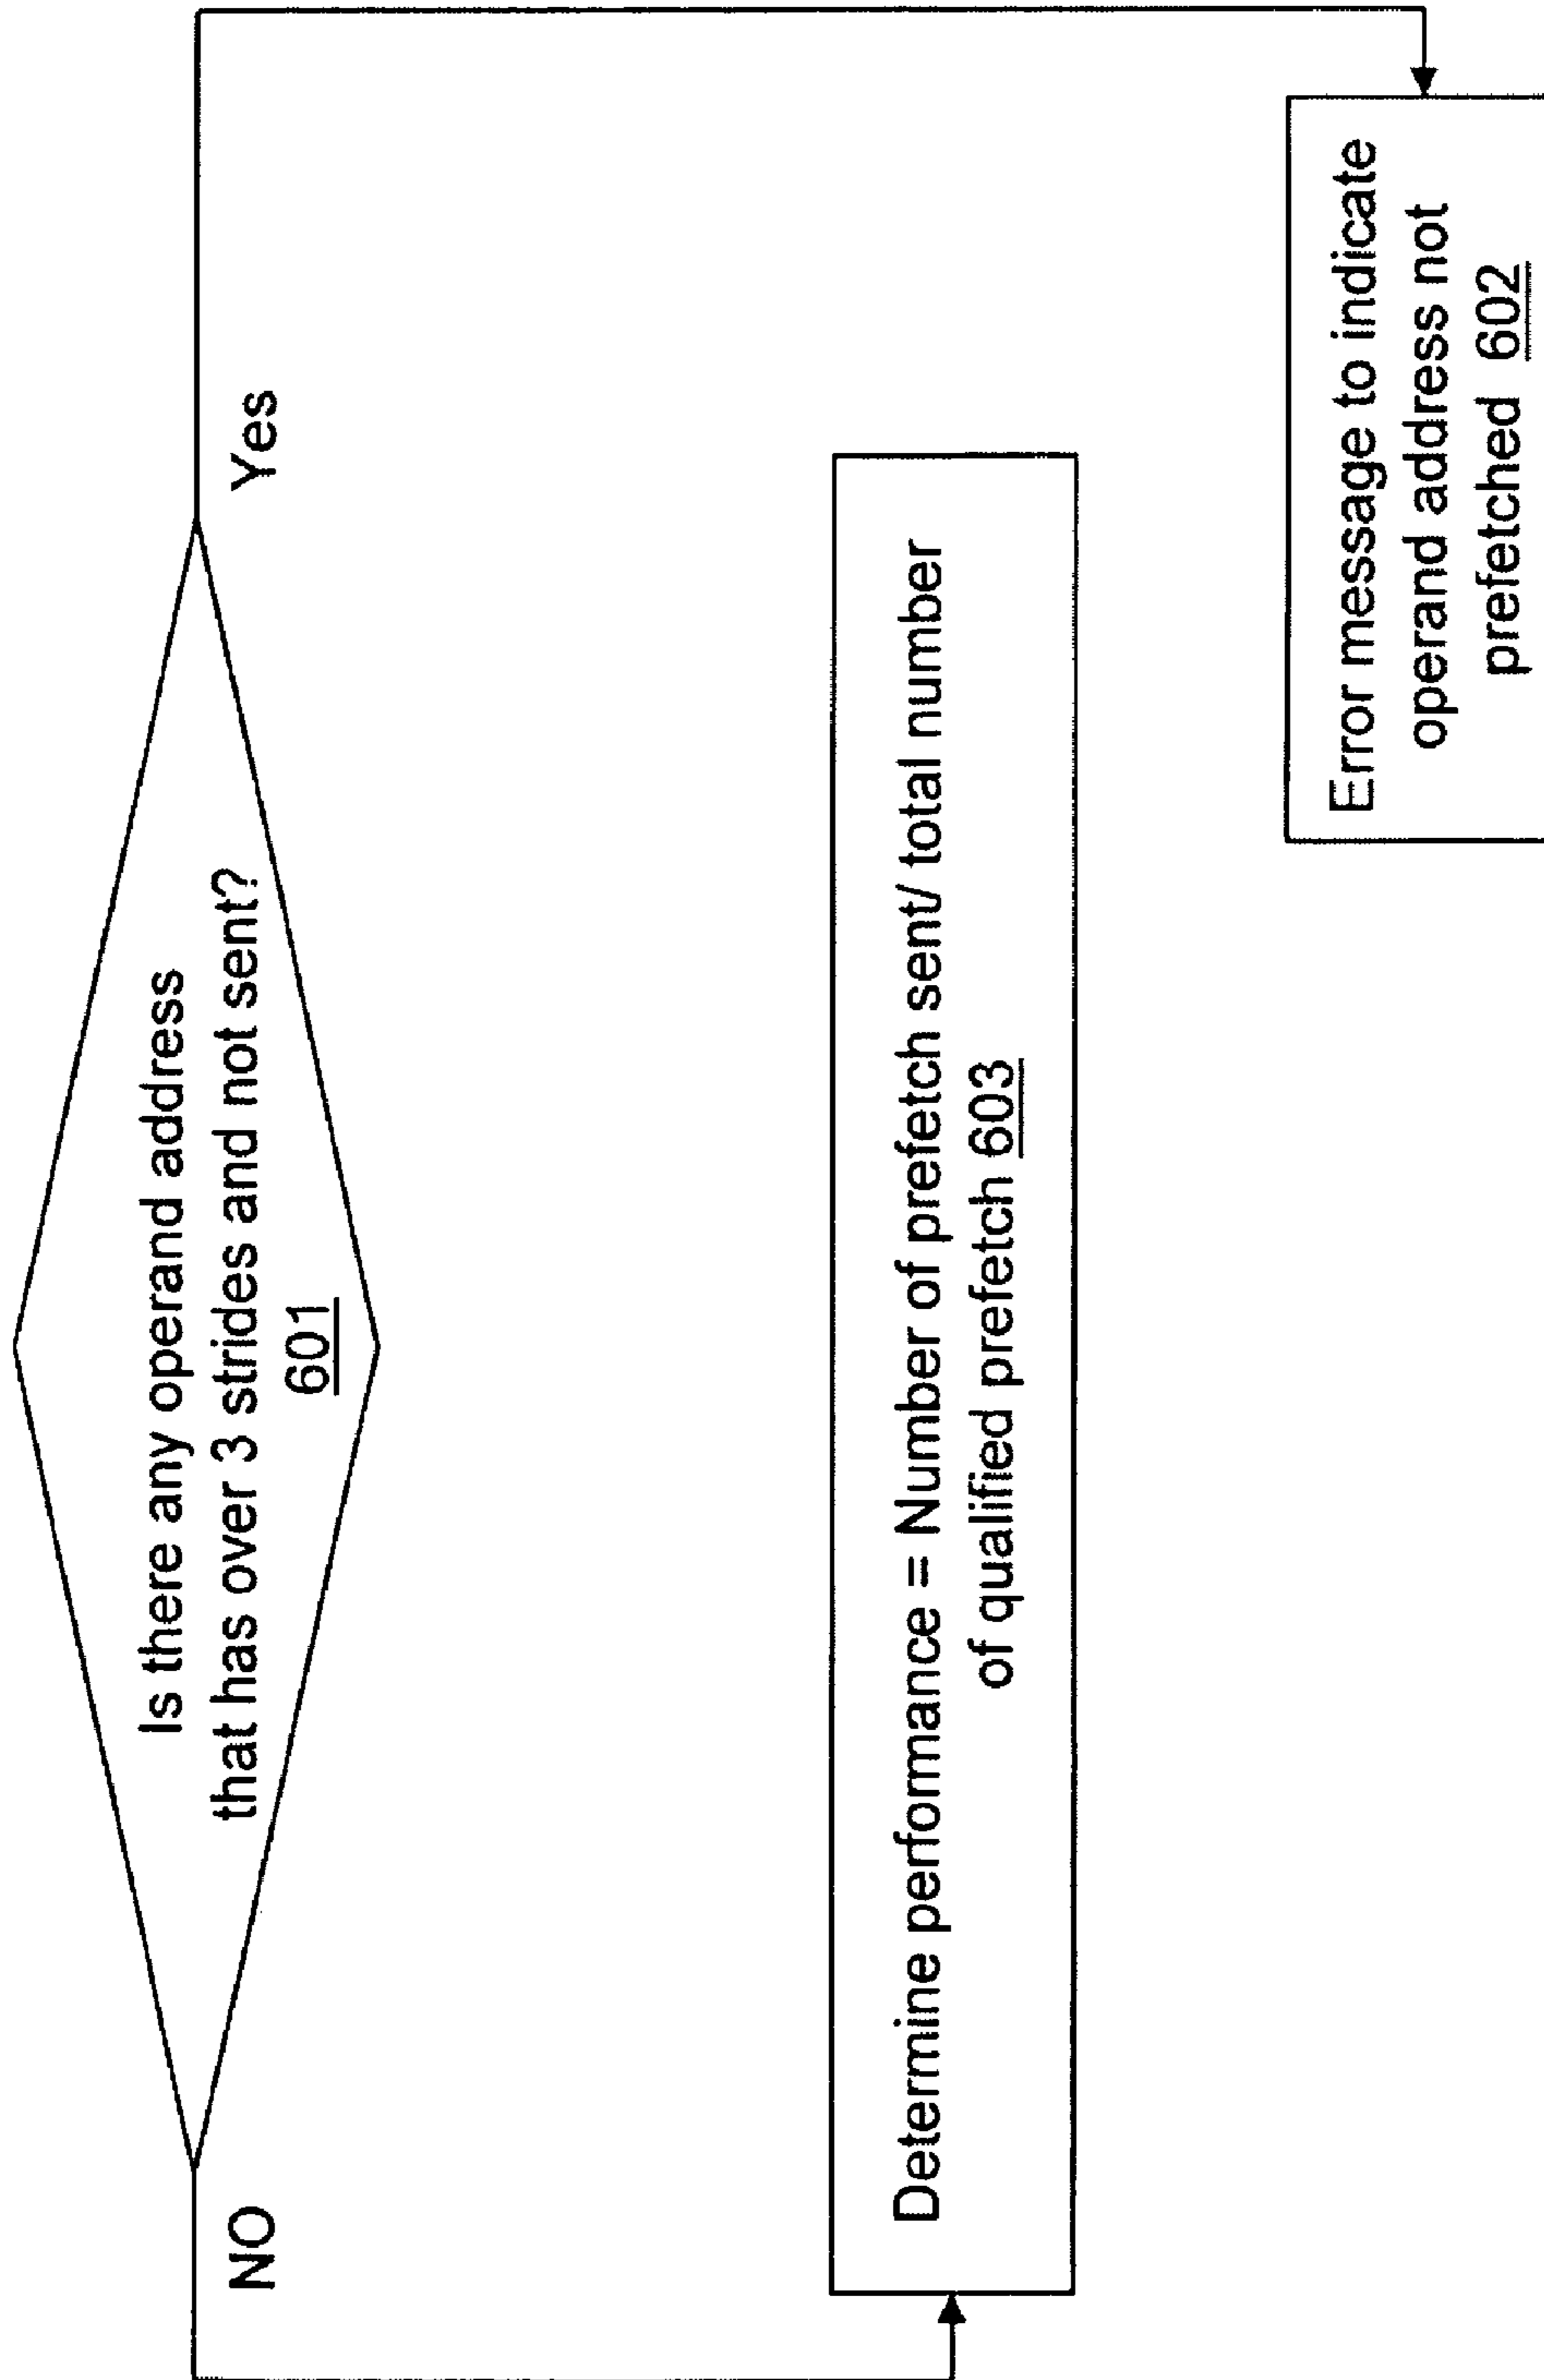 Is there any operand address
that has over 3 strides and not sent?
601
NO
Yes
Determine performance = Number of prefetch sent/ total number
of qualified prefetch 603
Error message to indicate
operand address not
prefetched 602